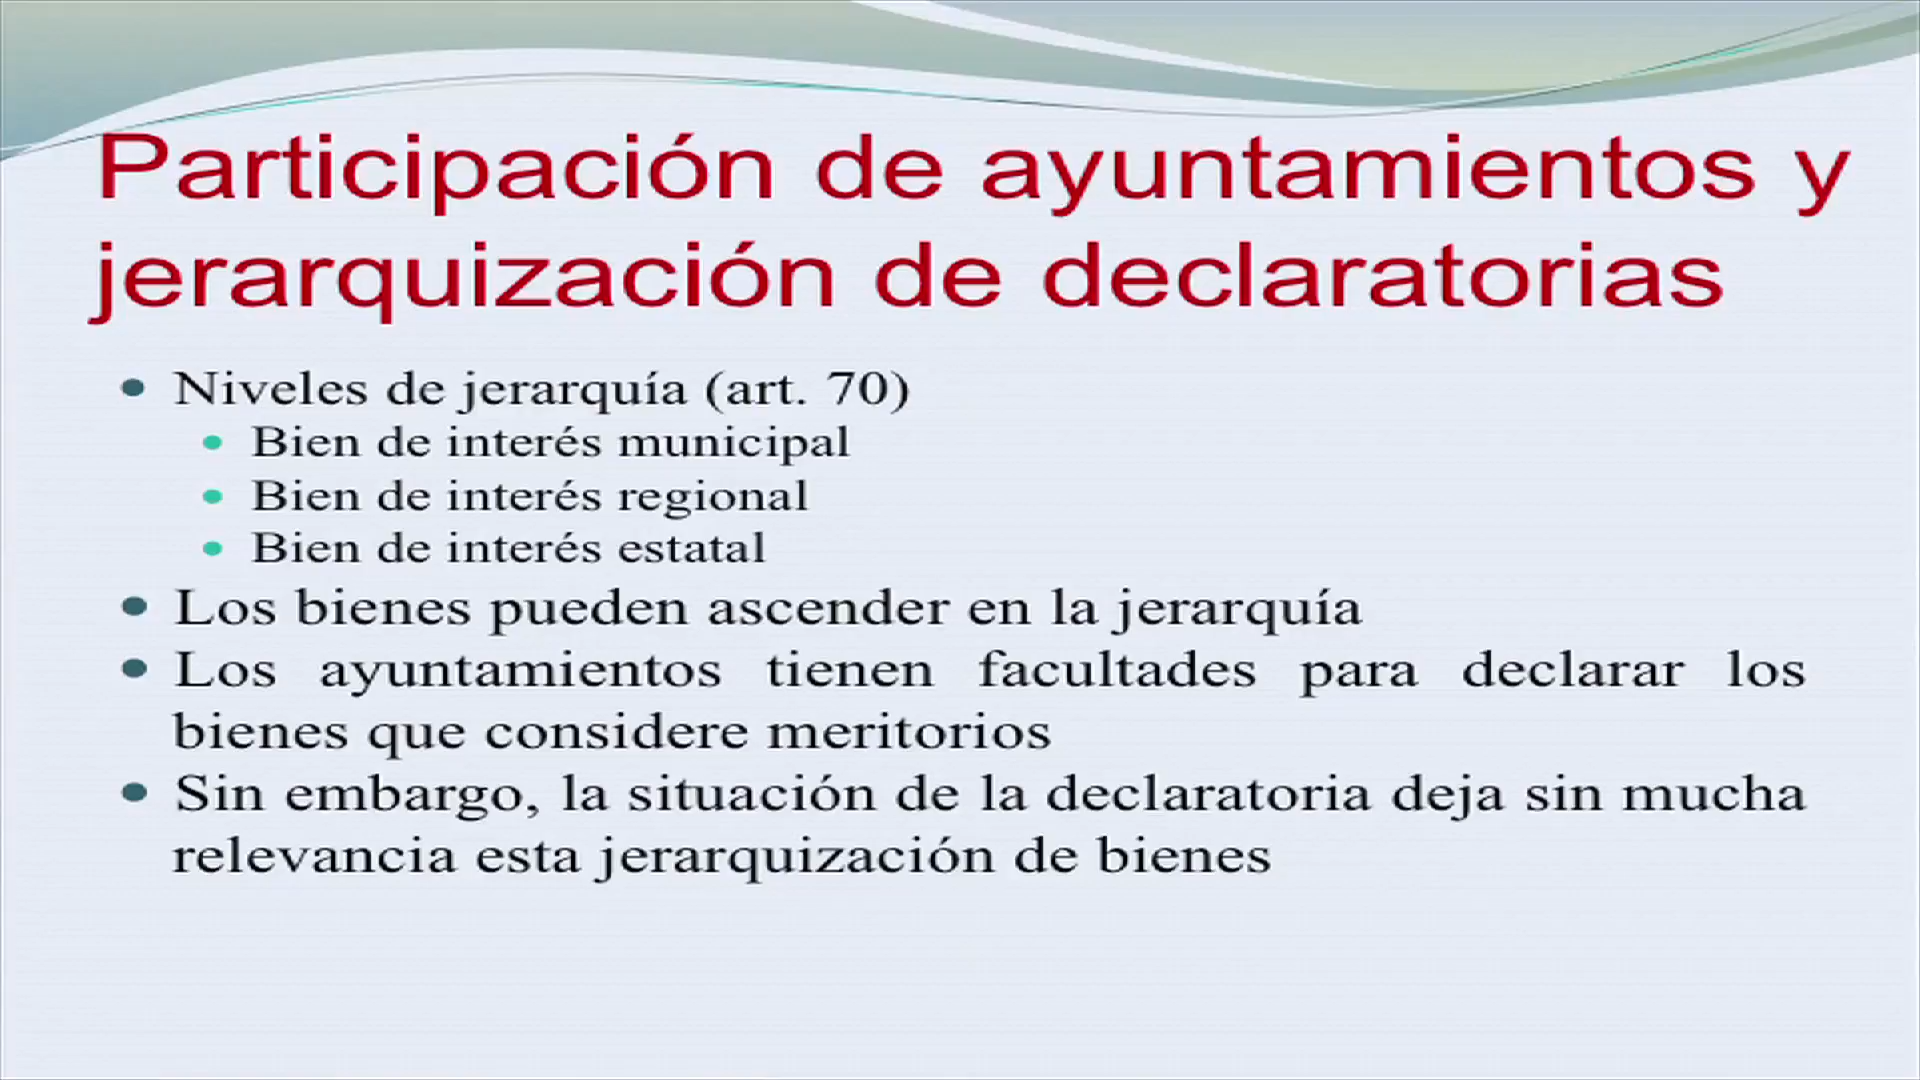 Participación de ayuntamientos y
jerarquización de declaratorias
Niveles de jerarquía (art. 70)
Bien de interés municipal
Bien de interés regional
Bien de interés estatal
Los bienes pueden ascender en la jerarquía
Los ayuntamientos tienen facultades para declarar los
bienes que considere meritorios
Sin embargo, la situación de la declaratoria deja sin mucha
relevancia esta jerarquización de bienes